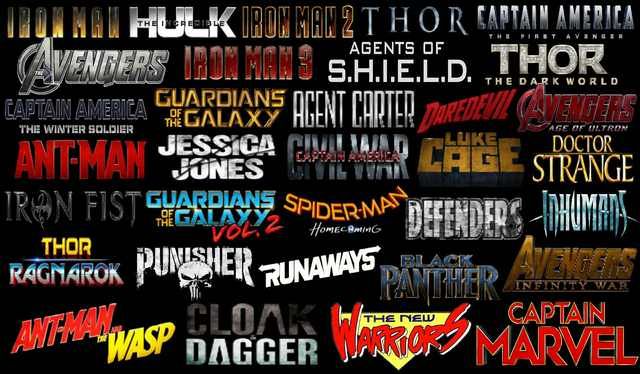 IRON MAN
THE INCREDIBLE
HULK
IRON MAN 2
THOR
CAPTAIN AMERICA
THE FIRST AVENGER
AVENGERS
IRON MAN 3
AGENTS OF
S.H.I.E.L.D.
THOR
THE DARK WORLD
CAPTAIN AMERICA
THE WINTER SOLDIER
GUARDIANS
OF THE GALAXY
AGENT CARTER
DAREDEVIL
AVENGERS
AGE OF ULTRON
ANT-MAN
JESSICA
JONES
CAPTAIN AMERICA
CIVIL WAR
LUKE
CAGE
DOCTOR
STRANGE
IRON FIST
GUARDIANS
OF THE GALAXY
VOL. 2
SPIDER-MAN
HOMECOMING
DEFENDERS
INHUMANS
THOR
RAGNAROK
PUNISHER
RUNAWAYS
BLACK
PANTHER
AVENGERS
INFINITY WAR
ANT-MAN
AND THE WASP
CLOAK
& DAGGER
THE NEW
WARRIORS
CAPTAIN
MARVEL